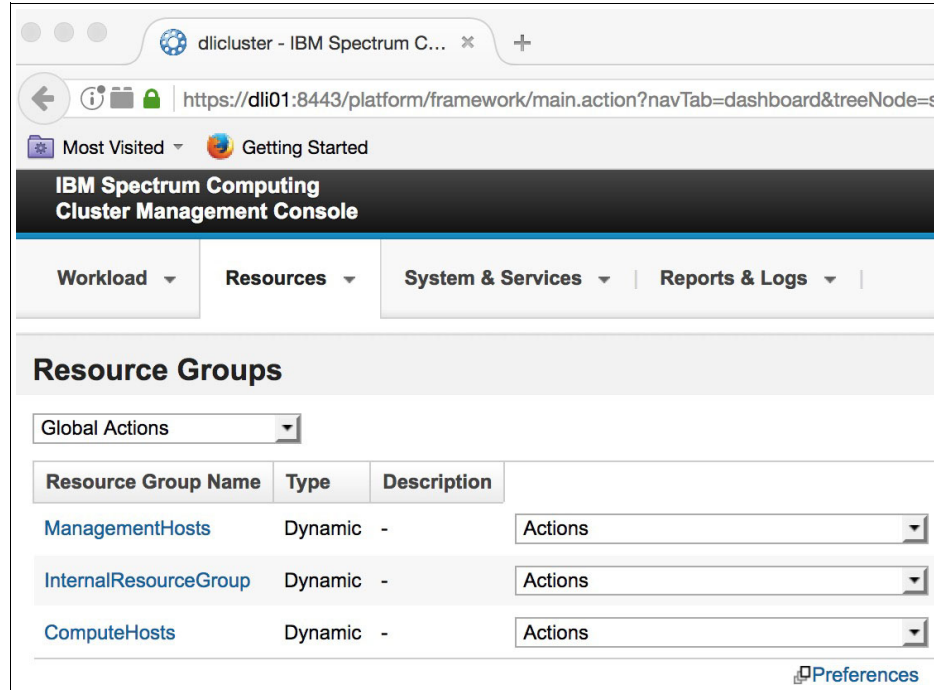 dlicluster - IBM Spectrum C... × +
https://dli01:8443/platform/framework/main.action?navTab=dashboard&treeNode=s
Most Visited Getting Started
IBM Spectrum Computing
Cluster Management Console
Workload Resources System & Services | Reports & Logs |
Resource Groups
Global Actions
Resource Group Name Type Description
ManagementHosts Dynamic - Actions
InternalResourceGroup Dynamic - Actions
ComputeHosts Dynamic - Actions
Preferences